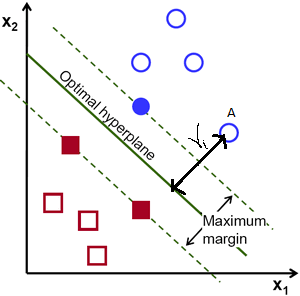 x₂
Optimal hyperplane
A
Maximum
margin
x₁